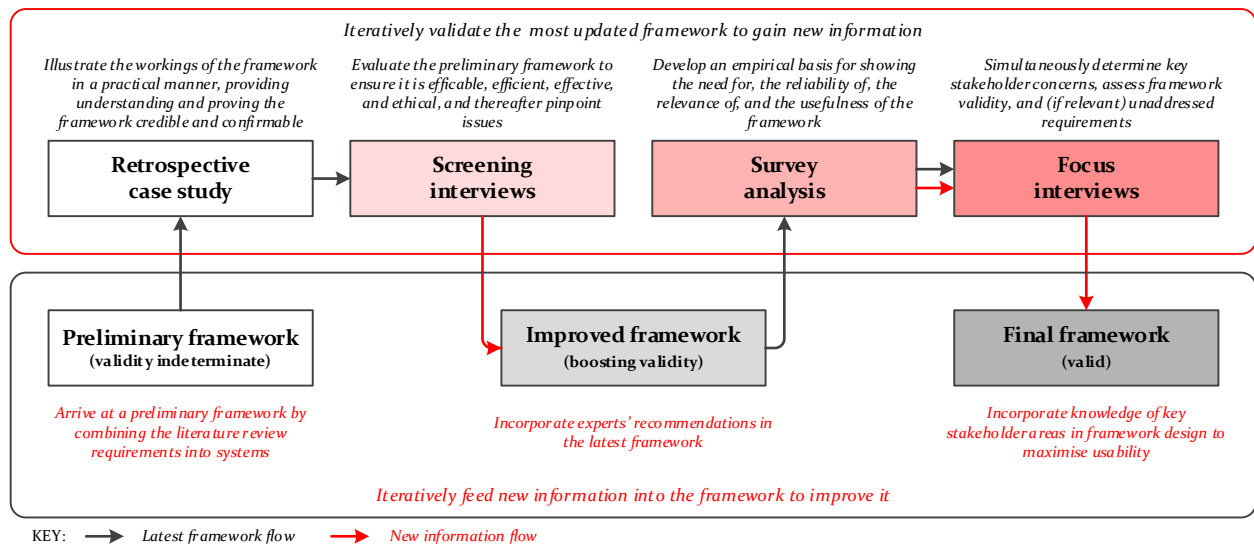 Iteratively validate the most updated framework to gain new information
Illustrate the workings of the framework
in a practical manner, providing
understanding and proving the
framework credible and confirmable
Evaluate the preliminary framework to
ensure it is efficable, efficient, effective,
and ethical, and thereafter pinpoint
issues
Develop an empirical basis for showing
the need for, the reliability of, the
relevance of, and the usefulness of the
framework
Simultaneously determine key
stakeholder concerns, assess framework
validity, and (if relevant) unaddressed
requirements
Retrospective
case study
Screening
interviews
Survey
analysis
Focus
interviews
Preliminary framework
(validity indeterminate)
Improved framework
(boosting validity)
Final framework
(valid)
Arrive at a preliminary framework by
combining the literature review
requirements into systems
Incorporate experts' recommendations in
the latest framework
Incorporate knowledge of key
stakeholder areas in framework design to
maximise usability
Iteratively feed new information into the framework to improve it
KEY: Latest framework flow New information flow